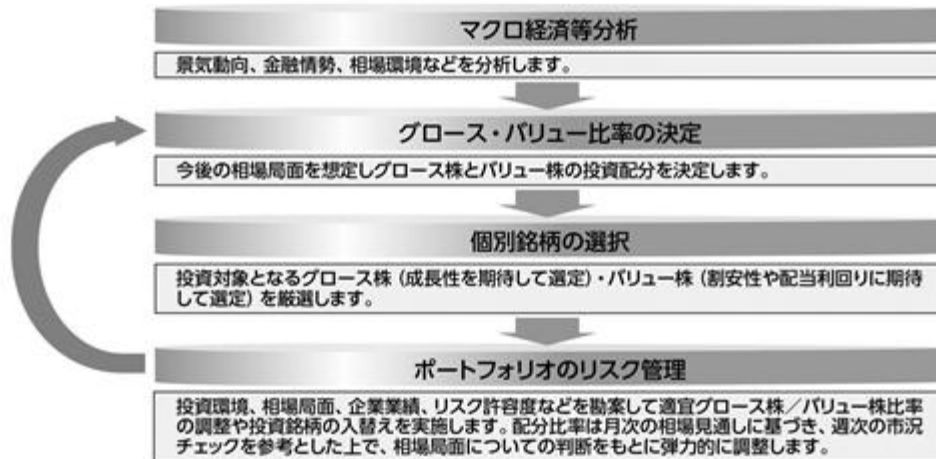 マクロ経済等分析
景気動向、金融情勢、相場環境などを分析します。
グロース・バリュー比率の決定
今後の相場局面を想定しグロース株とバリュー株の投資配分を決定します。
個別銘柄の選択
投資対象となるグロース株（成長性を期待して選定）・バリュー株（割安性や配当利回りに期待
して選定）を厳選します。
ポートフォリオのリスク管理
投資環境、相場局面、企業業績、リスク許容度などを勘案して適宜グロース株／バリュー株比率
の調整や投資銘柄の入替えを実施します。配分比率は月次の相場見通しに基づき、週次の市況
チェックを参考とした上で、相場局面についての判断をもとに弾力的に調整します。